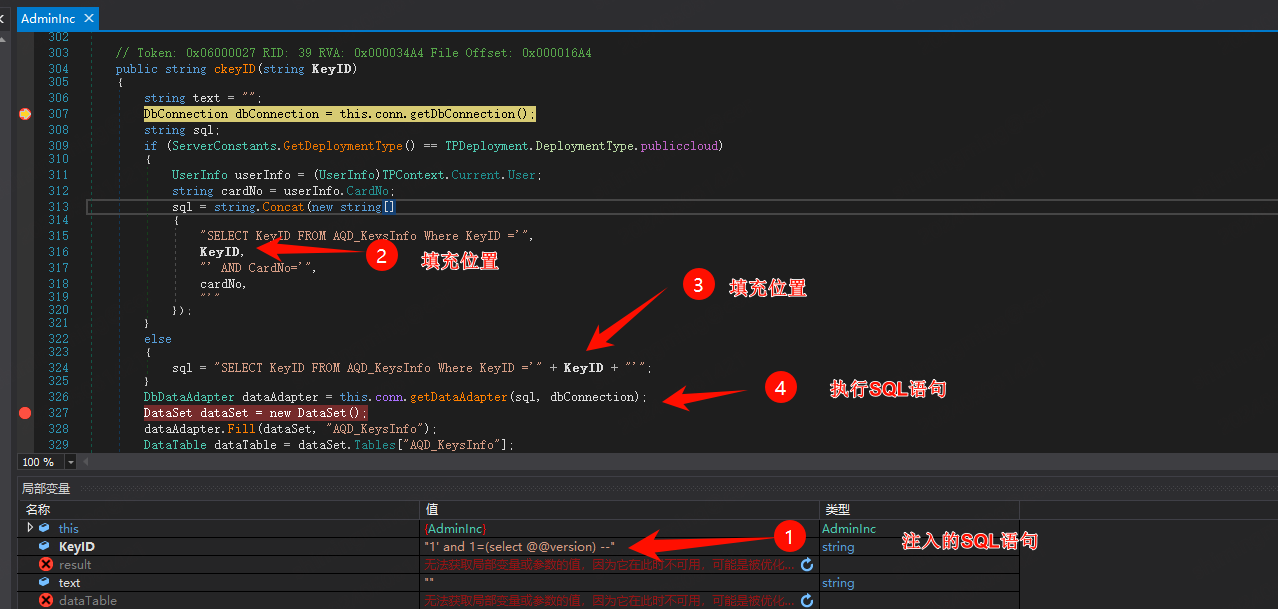 AdminInc
302
303 // Token: 0x06000027 RID: 39 RVA: 0x000034A4 File Offset: 0x000016A4
304 public string ckeyID(string KeyID)
305 {
306 string text = "";
307 DbConnection dbConnection = this.conn.getDbConnection();
308 string sql;
309 if (ServerConstants.GetDeploymentType() == TPDeployment.DeploymentType.publiccloud)
310 {
311 UserInfo userInfo = (UserInfo)TPContext.Current.User;
312 string cardNo = userInfo.CardNo;
313 sql = string.Concat(new string[]
314 {
315 "SELECT KeyID FROM AQD_KeysInfo Where KeyID ='",
316 KeyID,
2 填充位置
317 "' AND CardNo='",
318 cardNo,
3 填充位置
319 "'"
320 });
321 }
322 else
323 {
324 sql = "SELECT KeyID FROM AQD_KeysInfo Where KeyID ='" + KeyID + "'";
325 }
326 DbDataAdapter dataAdapter = this.conn.getDataAdapter(sql, dbConnection);
4 执行SQL语句
327 DataSet dataSet = new DataSet();
328 dataAdapter.Fill(dataSet, "AQD_KeysInfo");
329 DataTable dataTable = dataSet.Tables["AQD_KeysInfo"];
100 %
局部变量
名称 值 类型
this {AdminInc} AdminInc
KeyID "1' and 1=(select @@version) --" string
1 注入的SQL语句
result 无法获取局部变量或参数的值，因为它在此时不可用，可能是被优化...
text "" string
dataTable 无法获取局部变量或参数的值，因为它在此时不可用，可能是被优化...